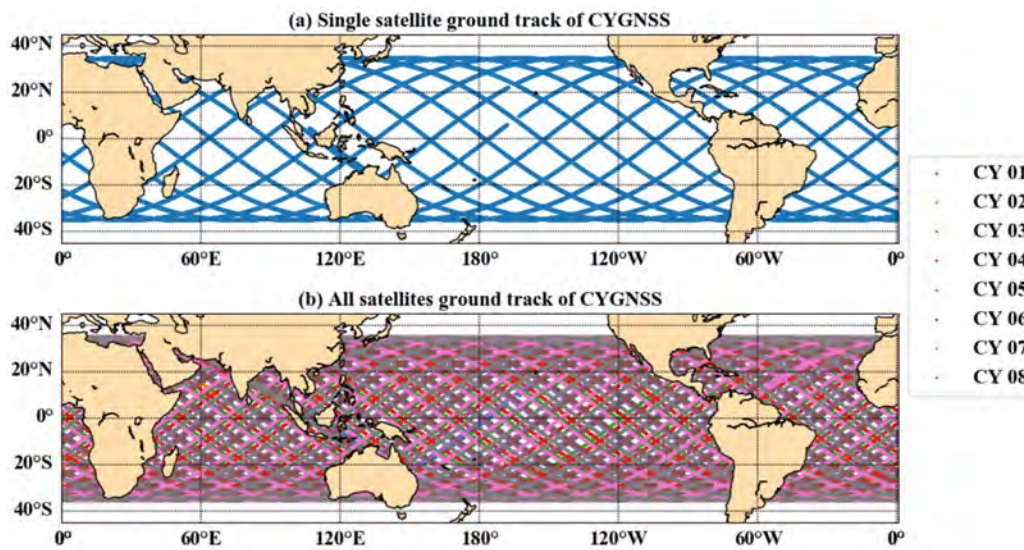 (a) Single satellite ground track of CYGNSS
40°N
20°N
0°
20°S
40°S
0° 60°E 120°E 180° 120°W 60°W 0°
CY 01
CY 02
CY 03
CY 04
CY 05
CY 06
CY 07
CY 08
(b) All satellites ground track of CYGNSS
40°N
20°N
0°
20°S
40°S
0° 60°E 120°E 180° 120°W 60°W 0°